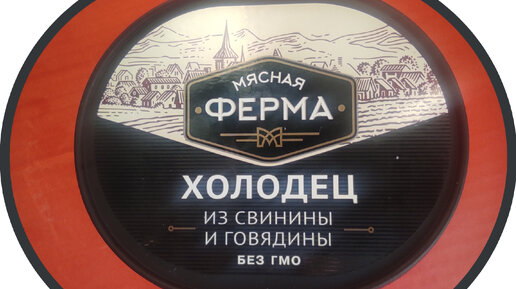 МЯСНАЯ
ФЕРМА
ХОЛОДЕЦ
ИЗ СВИНИНЫ
И ГОВЯДИНЫ
БЕЗ ГМО